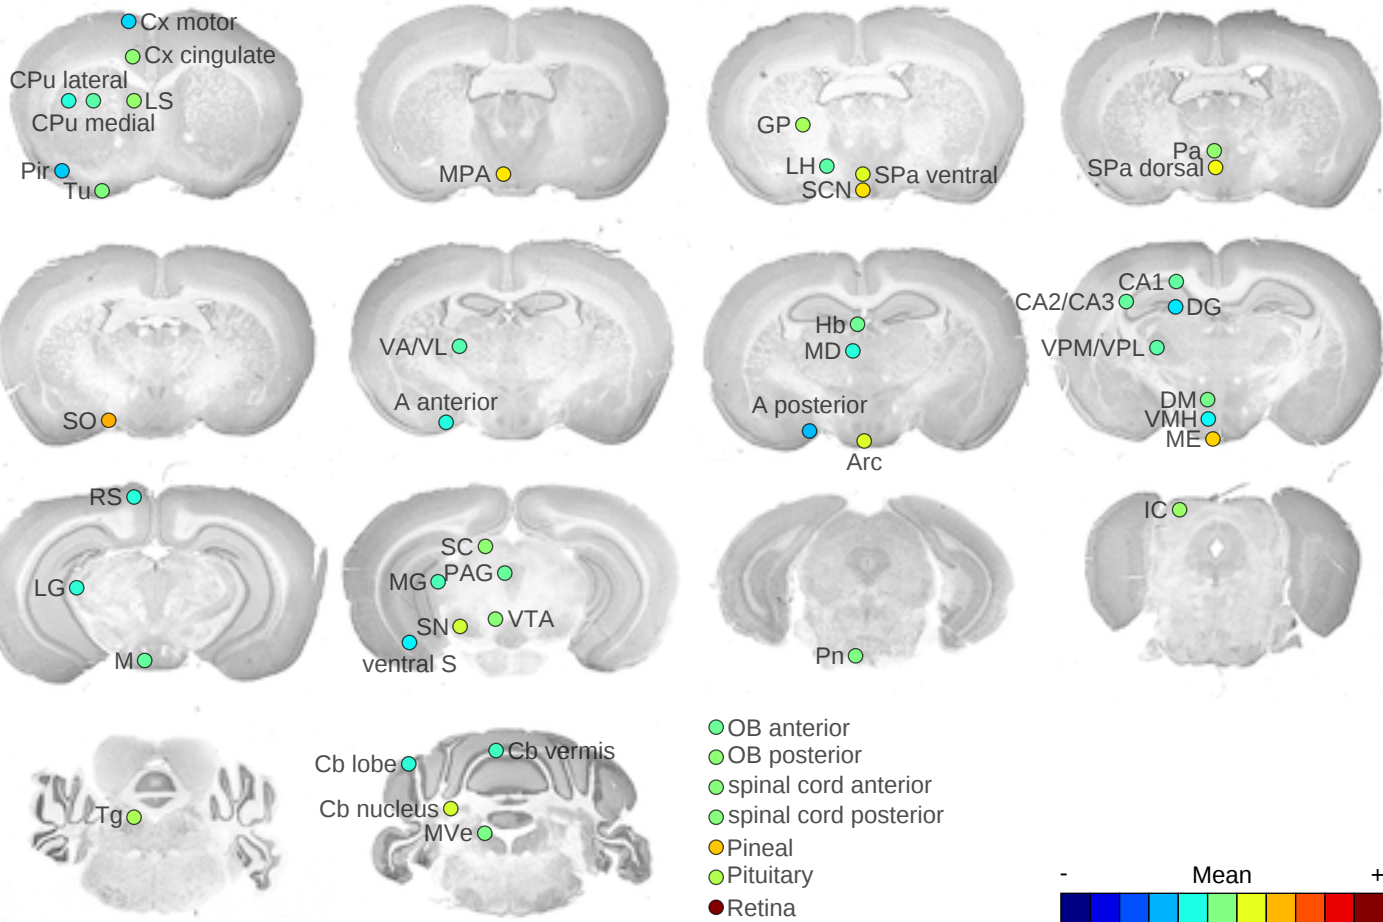 Cx motor
Cx cingulate
CPu lateral
LS
CPu medial
Pir
Tu
MPA
GP
LH
SPa ventral
SCN
Pa
SPa dorsal
SO
VA/VL
A anterior
Hb
MD
A posterior
Arc
CA1
CA2/CA3
DG
VPM/VPL
DM
VMH
ME
RS
LG
M
SC
PAG
MG
VTA
SN
ventral S
Pn
IC
Tg
Cb vermis
Cb lobe
Cb nucleus
MVe
OB anterior
OB posterior
spinal cord anterior
spinal cord posterior
Pineal
Pituitary
Retina
- Mean +